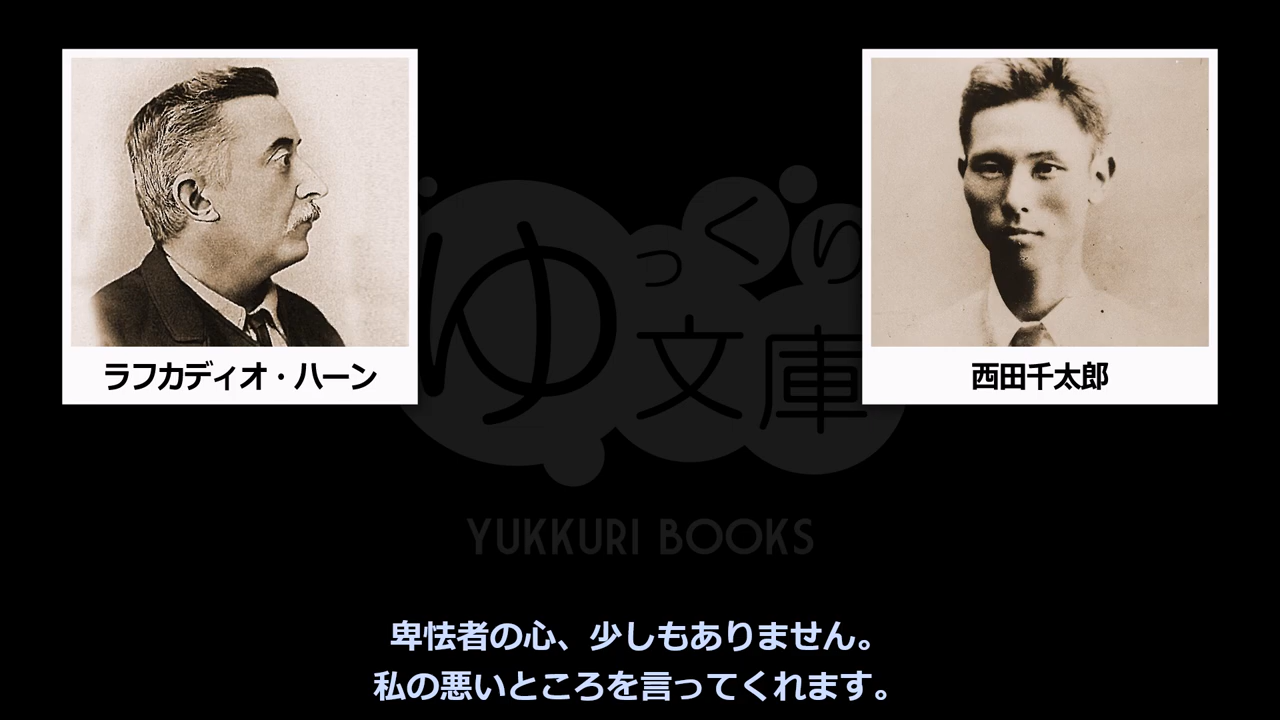 ラフカディオ・ハーン
西田千太郎
ゆっくり
文庫
YUKKURI BOOKS
卑怯者の心、少しもありません。
私の悪いところを言ってくれます。